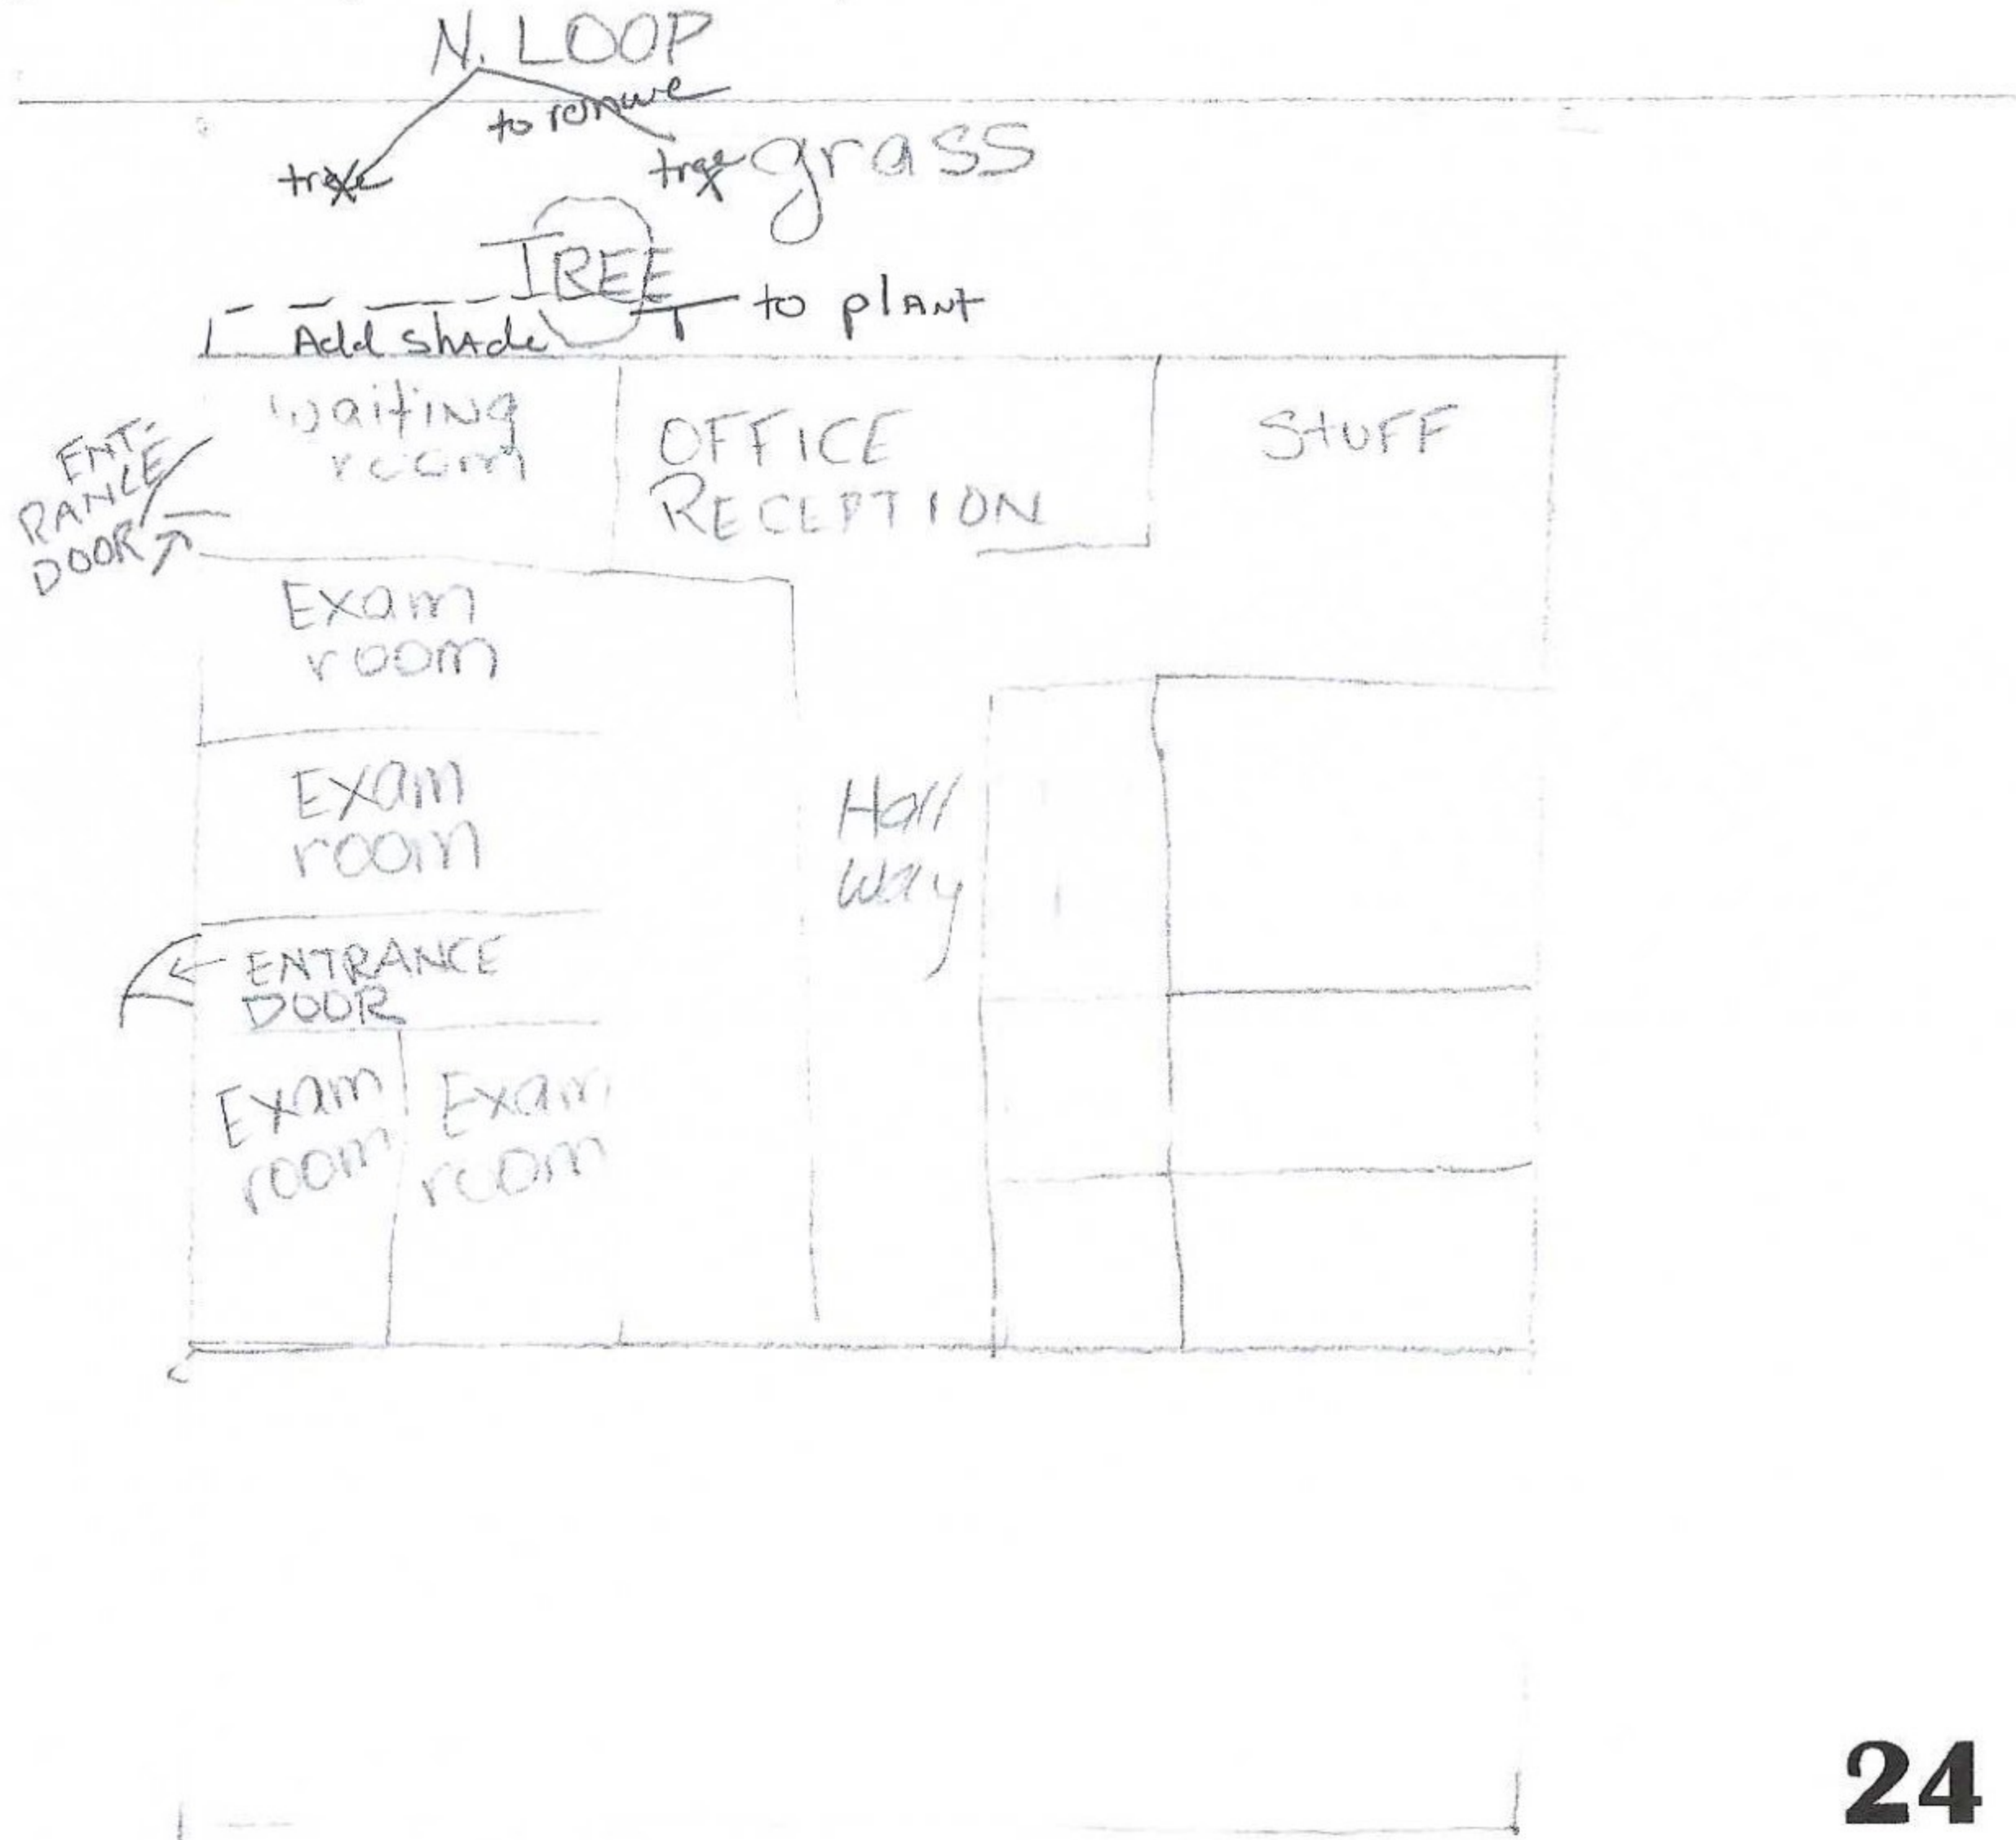 N. LOOP
to remove
tree
tree
grass
TREE
to plANt
Add shade
waitiNg
room
ENT-
RANCE
DOOR
OFFICE
RECEPTION
StUFF
Exam
room
Exam
room
Hall
Way
ENTRANCE
DOOR
Exam
room
Exam
room
24